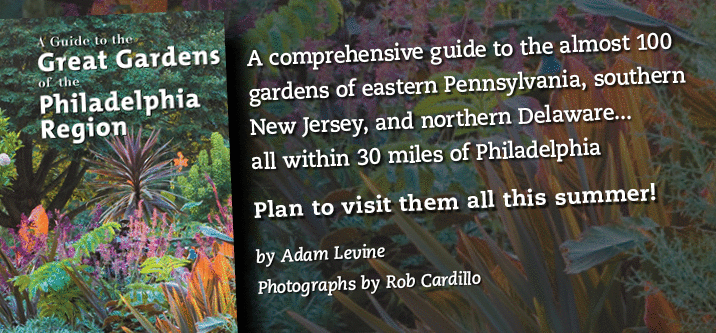 A Guide to the
Great Gardens
of the
Philadelphia
Region
A comprehensive guide to the almost 100
gardens of eastern Pennsylvania, southern
New Jersey, and northern Delaware...
all within 30 miles of Philadelphia
Plan to visit them all this summer!
by Adam Levine
Photographs by Rob Cardillo